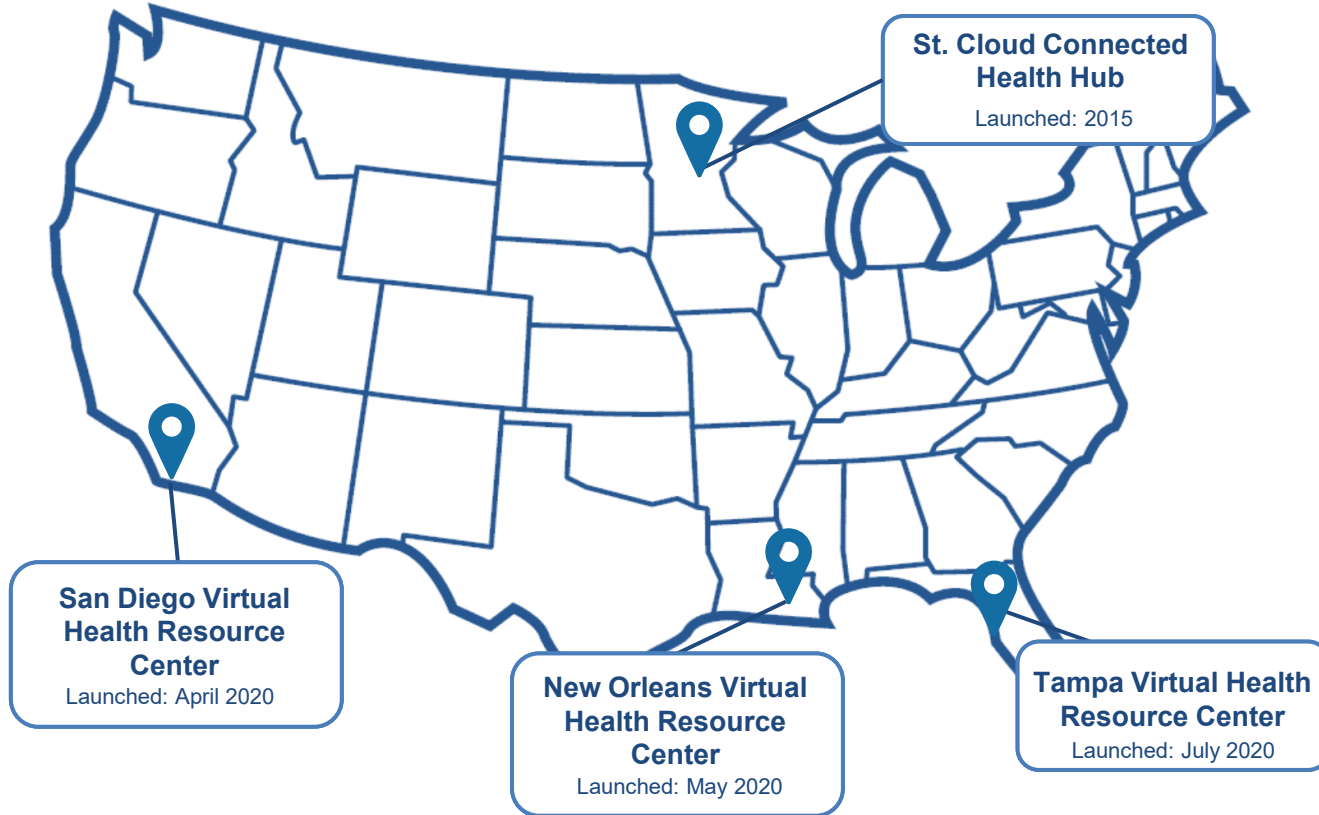 St. Cloud Connected
Health Hub
Launched: 2015
San Diego Virtual
Health Resource
Center
Launched: April 2020
New Orleans Virtual
Health Resource
Center
Launched: May 2020
Tampa Virtual Health
Resource Center
Launched: July 2020